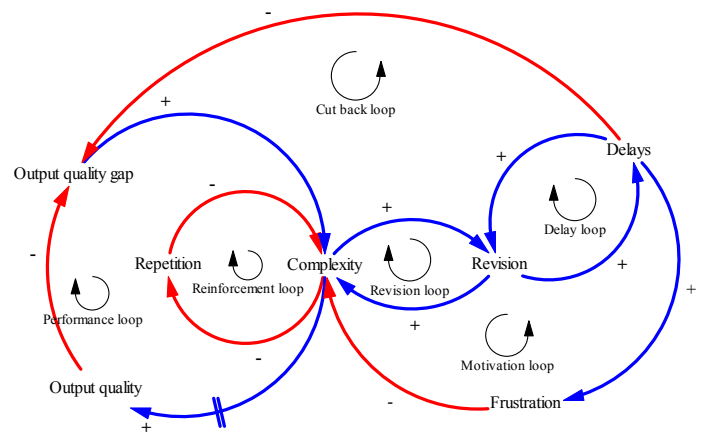 -
+
Cut back loop
Delays
+
Output quality gap
-
+
Delay loop
-
Repetition
Reinforcement loop
Complexity
Revision loop
Revision
+
+
+
Performance loop
-
Motivation loop
Output quality
+
-
Frustration